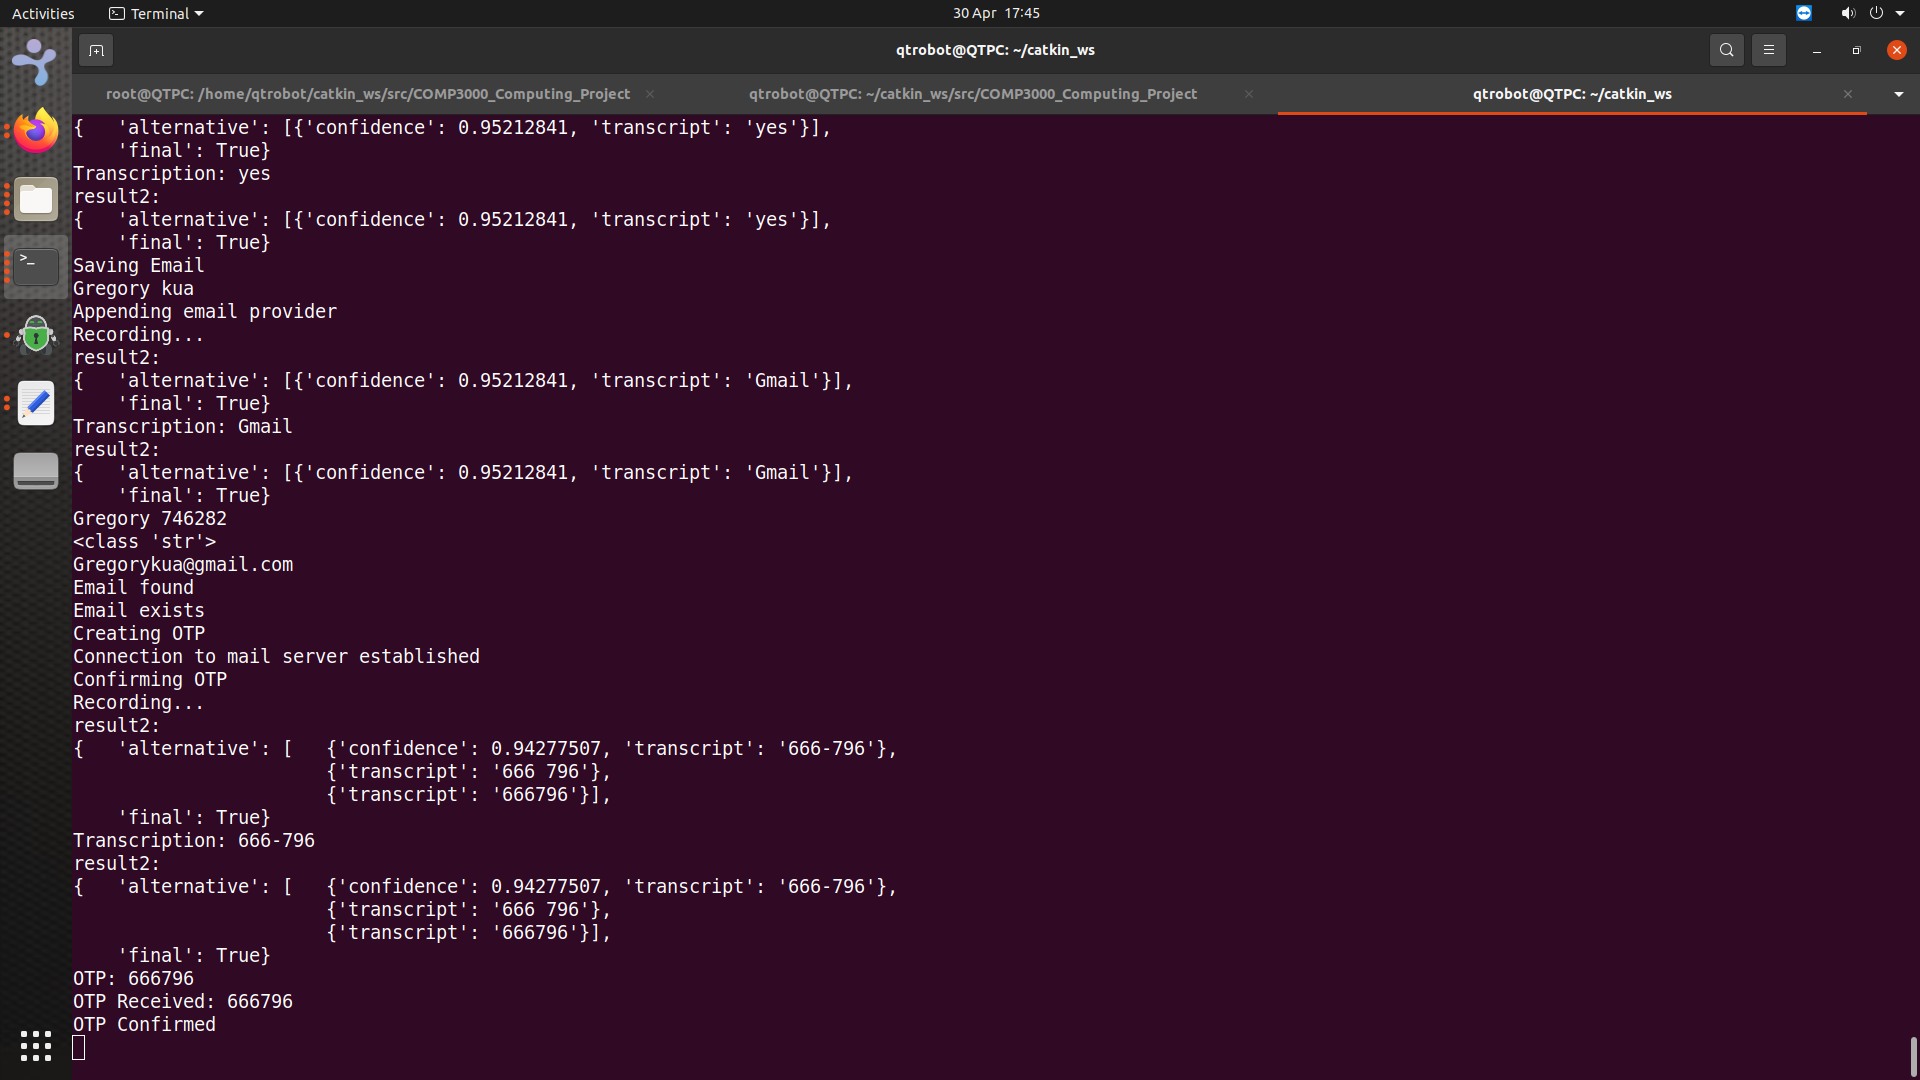 Activities
Terminal
30 Apr 17:45
qtrobot@QTPC: ~/catkin_ws
root@QTPC: /home/qtrobot/catkin_ws/src/COMP3000_Computing_Project
qtrobot@QTPC: ~/catkin_ws/src/COMP3000_Computing_Project
qtrobot@QTPC: ~/catkin_ws
{   'alternative': [{'confidence': 0.95212841, 'transcript': 'yes'}],
    'final': True}
Transcription: yes
result2:
{   'alternative': [{'confidence': 0.95212841, 'transcript': 'yes'}],
    'final': True}
Saving Email
Gregory kua
Appending email provider
Recording...
result2:
{   'alternative': [{'confidence': 0.95212841, 'transcript': 'Gmail'}],
    'final': True}
Transcription: Gmail
result2:
{   'alternative': [{'confidence': 0.95212841, 'transcript': 'Gmail'}],
    'final': True}
Gregory 746282
<class 'str'>
Gregorykua@gmail.com
Email found
Email exists
Creating OTP
Connection to mail server established
Confirming OTP
Recording...
result2:
{   'alternative': [   {'confidence': 0.94277507, 'transcript': '666-796'},
                       {'transcript': '666 796'},
                       {'transcript': '666796'}],
    'final': True}
Transcription: 666-796
result2:
{   'alternative': [   {'confidence': 0.94277507, 'transcript': '666-796'},
                       {'transcript': '666 796'},
                       {'transcript': '666796'}],
    'final': True}
OTP: 666796
OTP Received: 666796
OTP Confirmed